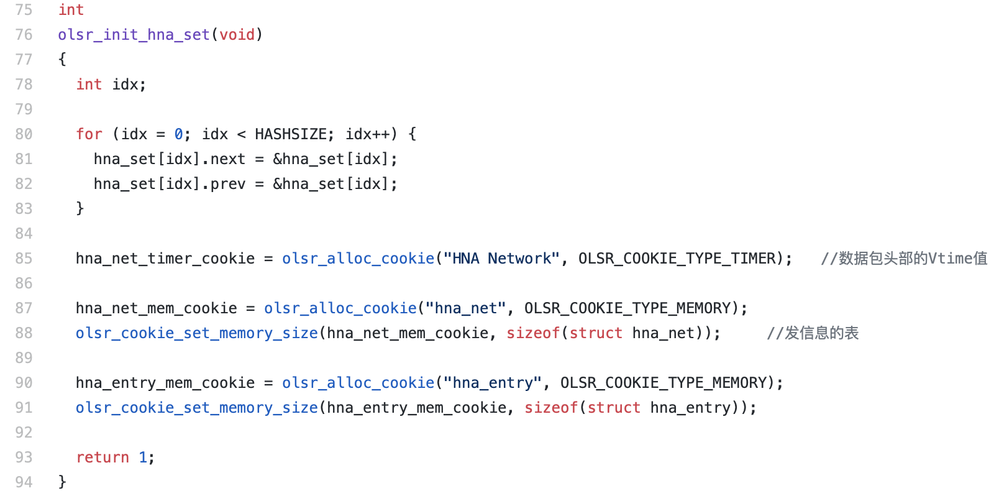 75 int
76 olsr_init_hna_set(void)
77 {
78   int idx;
79
80   for (idx = 0; idx < HASHSIZE; idx++) {
81     hna_set[idx].next = &hna_set[idx];
82     hna_set[idx].prev = &hna_set[idx];
83   }
84
85   hna_net_timer_cookie = olsr_alloc_cookie("HNA Network", OLSR_COOKIE_TYPE_TIMER);   //数据包头部的Vtime值
86
87   hna_net_mem_cookie = olsr_alloc_cookie("hna_net", OLSR_COOKIE_TYPE_MEMORY);
88   olsr_cookie_set_memory_size(hna_net_mem_cookie, sizeof(struct hna_net));     //发信息的表
89
90   hna_entry_mem_cookie = olsr_alloc_cookie("hna_entry", OLSR_COOKIE_TYPE_MEMORY);
91   olsr_cookie_set_memory_size(hna_entry_mem_cookie, sizeof(struct hna_entry));
92
93   return 1;
94 }